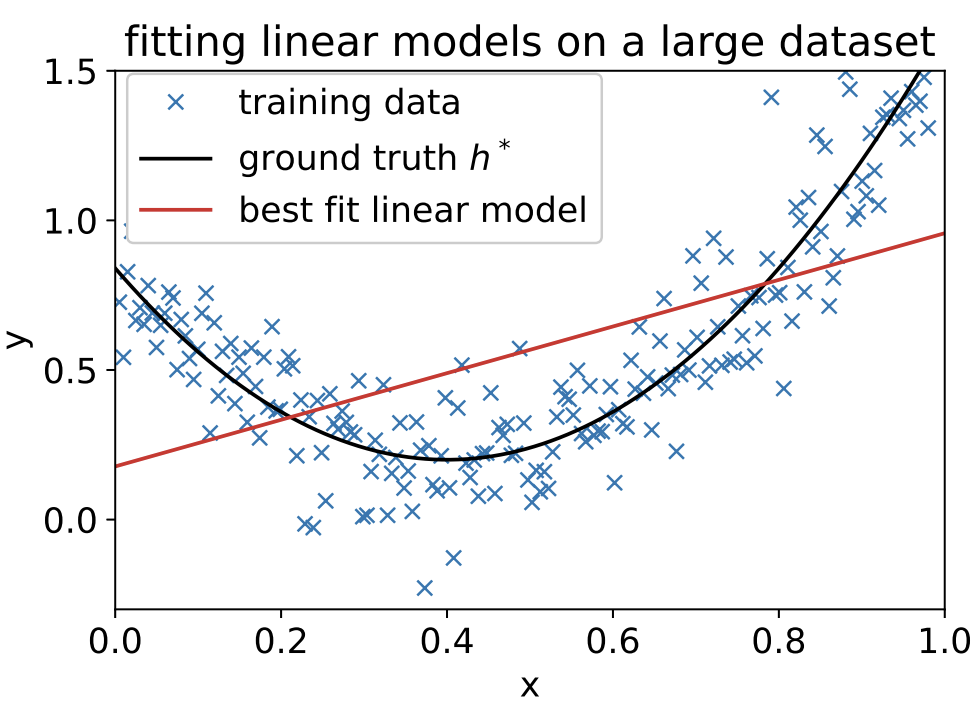 fitting linear models on a large dataset
training data
ground truth h*
best fit linear model
1.5
1.0
0.5
0.0
y
0.0 0.2 0.4 0.6 0.8 1.0
x